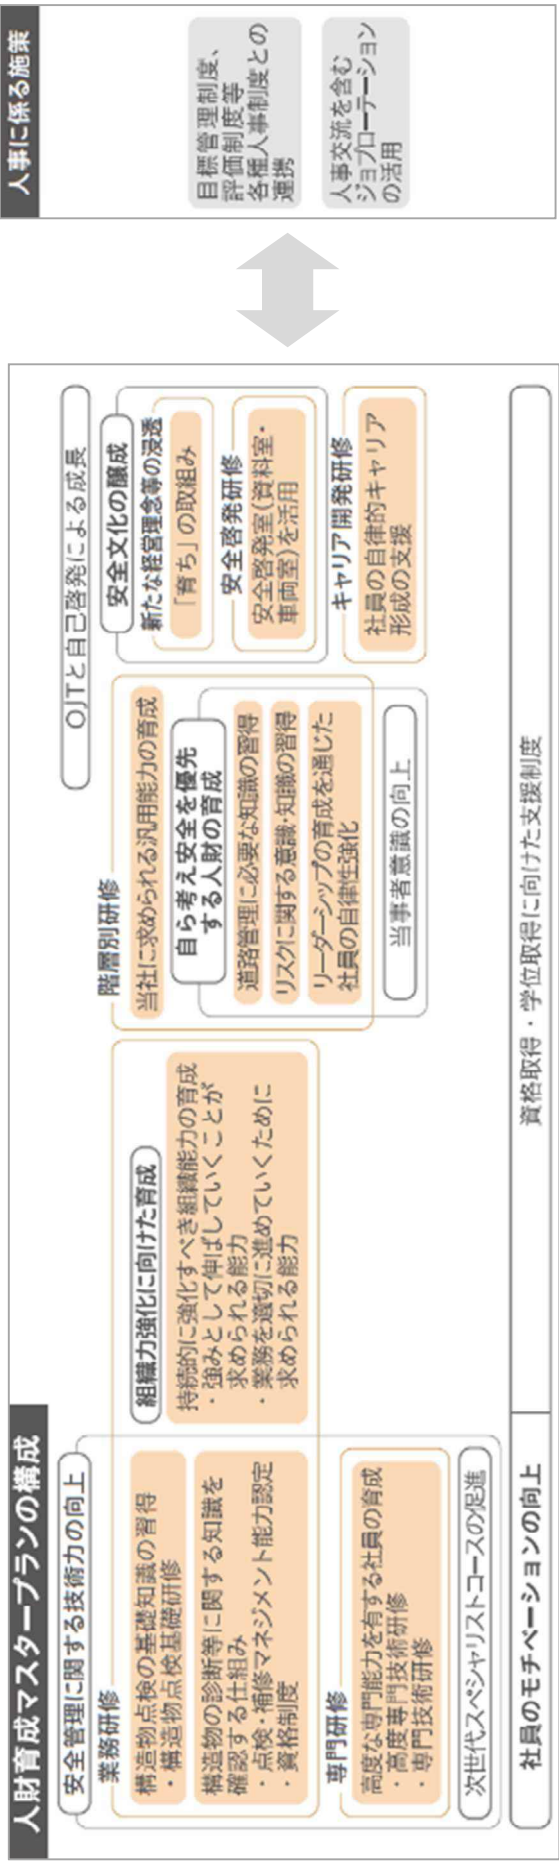 人財育成マスタープランの構成
安全管理に関する技術力の向上
業務研修
構造物点検の基礎知識の習得
・構造物点検基礎研修
構造物の診断等に関する知識を
確認する仕組み
・点検・補修マネジメント能力認定
・資格制度
専門研修
高度な専門能力を有する社員の育成
・高度専門技術研修
・専門技術研修
次世代スペシャリストコースの促進
組織力強化に向けた育成
持続的に強化すべき組織能力の育成
・強みとして伸ばしていくことが
求められる能力
・業務を適切に進めていくために
求められる能力
階層別研修
当社に求められる汎用能力の育成
自ら考え安全を優先
する人財の育成
道路管理に必要な知識の習得
リスクに関する意識・知識の習得
リーダーシップの育成を通じた
社員の自律性強化
当事者意識の向上
OJTと自己啓発による成長
安全文化の醸成
新たな経営理念等の浸透
「育ち」の取組み
安全啓発研修
安全啓発室(資料室・
車両室)を活用
キャリア開発研修
社員の自律的キャリア
形成の支援
社員のモチベーションの向上
資格取得・学位取得に向けた支援制度
人事に係る施策
目標管理制度、
評価制度等
各種人事制度との
連携
人事交流を含む
ジョブローテーション
の活用